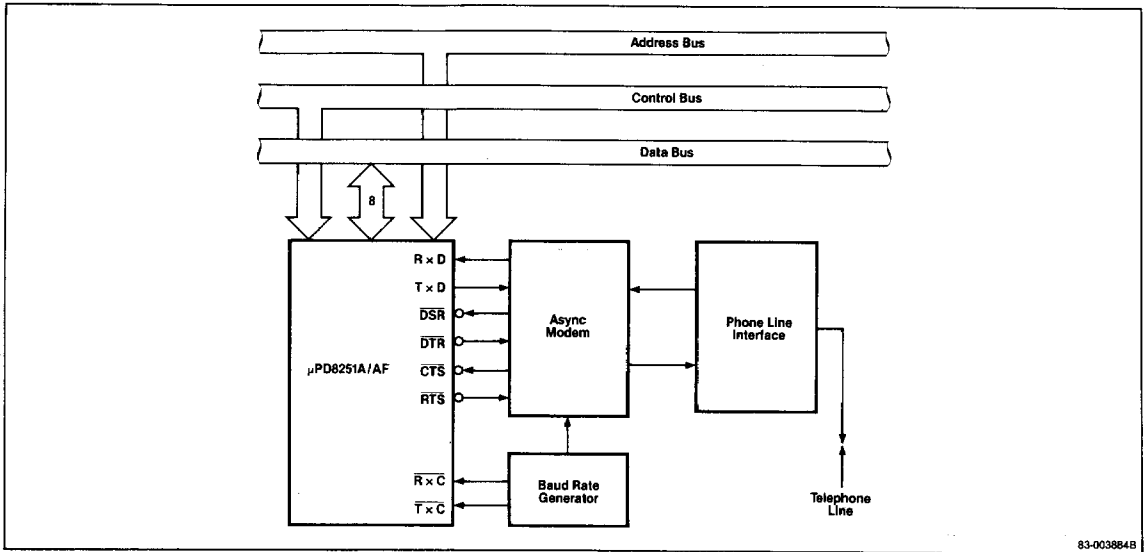 Address Bus
Control Bus
Data Bus
8
R × D
T × D
DSR
DTR
CTS
RTS
R × C
T × C
µPD8251A/AF
Async
Modem
Phone Line
Interface
Baud Rate
Generator
Telephone
Line
83-003884B